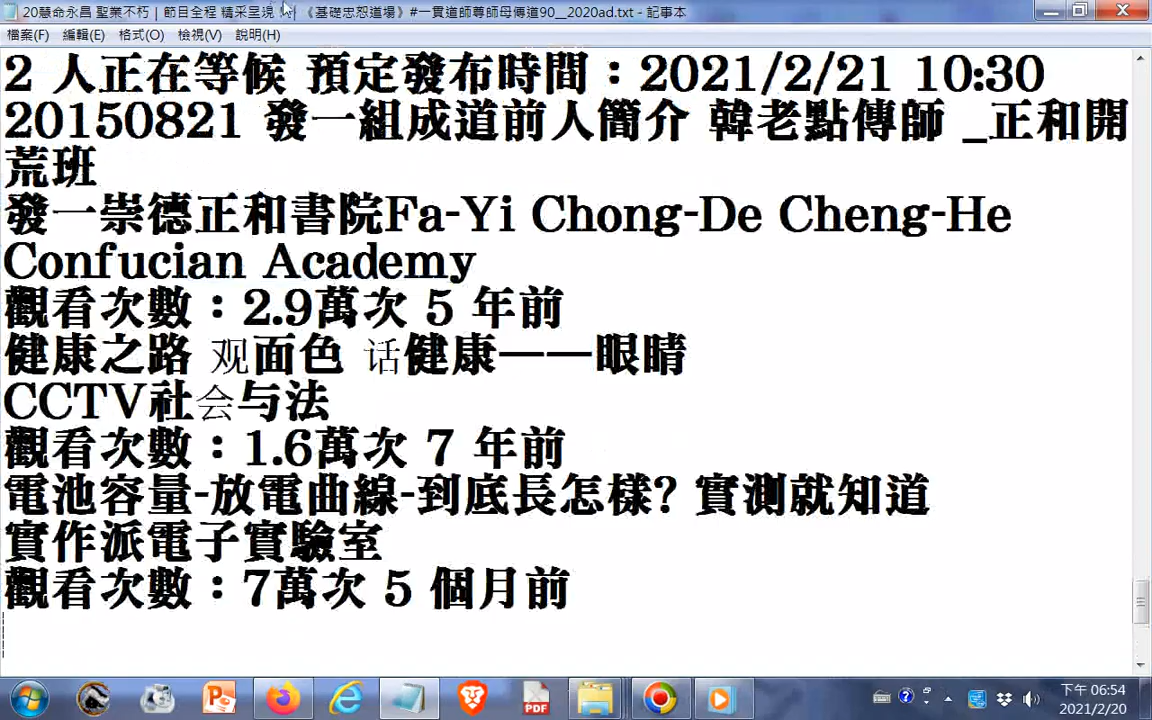 20慧命永昌 聖業不朽 | 節目全程 精采呈現 《基礎忠恕道場》#一貫道師尊師母傳道90__2020ad.txt - 記事本
檔案(F) 編輯(E) 格式(O) 檢視(V) 說明(H)
2 人正在等候 預定發布時間：2021/2/21 10:30
20150821 發一組成道前人簡介 韓老點傳師 _正和開
荒班
發一崇德正和書院Fa-Yi Chong-De Cheng-He
Confucian Academy
觀看次數：2.9萬次 5 年前
健康之路 观面色 话健康——眼睛
CCTV社会与法
觀看次數：1.6萬次 7 年前
電池容量-放電曲線-到底長怎樣? 實測就知道
實作派電子實驗室
觀看次數：7萬次 5 個月前
PDF
下午 06:54
2021/2/20